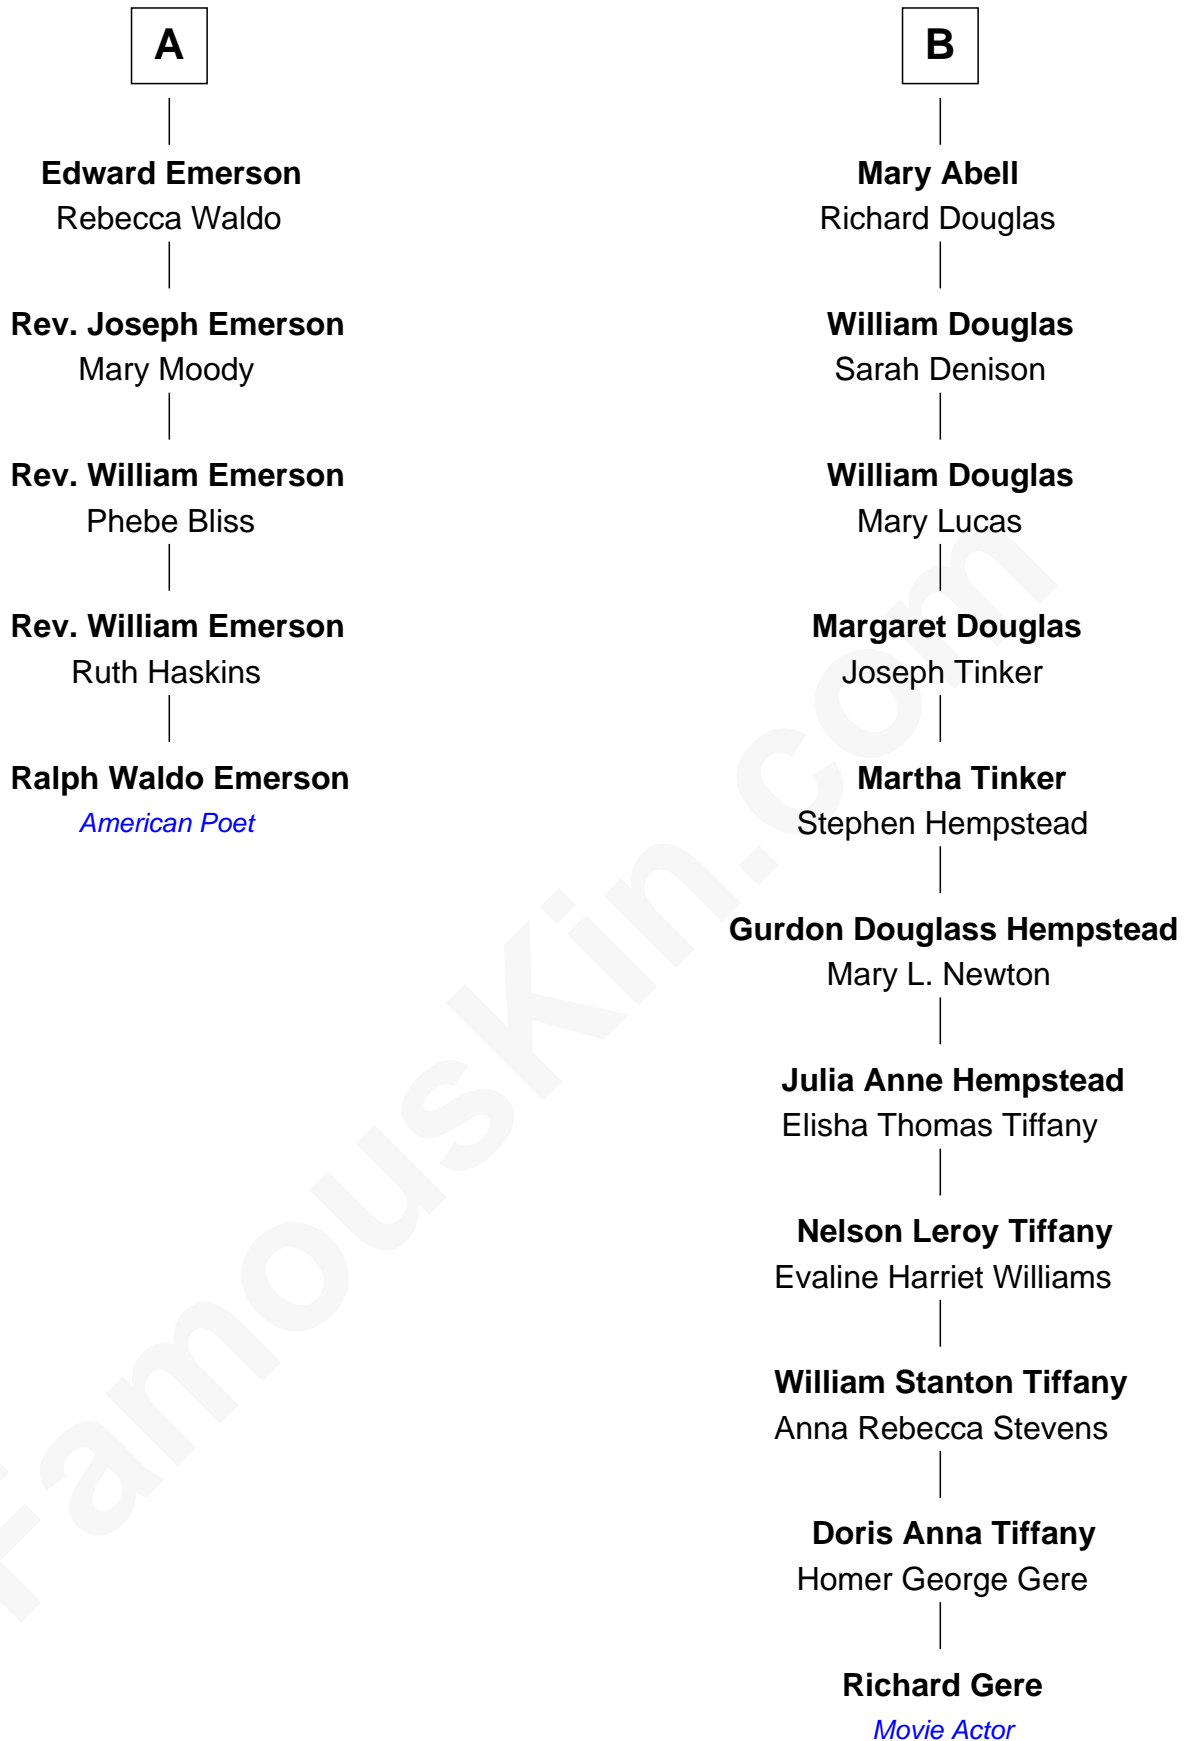 A
Edward Emerson
Rebecca Waldo
Rev. Joseph Emerson
Mary Moody
Rev. William Emerson
Phebe Bliss
Rev. William Emerson
Ruth Haskins
Ralph Waldo Emerson
American Poet
B
Mary Abell
Richard Douglas
William Douglas
Sarah Denison
William Douglas
Mary Lucas
Margaret Douglas
Joseph Tinker
Martha Tinker
Stephen Hempstead
Gurdon Douglass Hempstead
Mary L. Newton
Julia Anne Hempstead
Elisha Thomas Tiffany
Nelson Leroy Tiffany
Evaline Harriet Williams
William Stanton Tiffany
Anna Rebecca Stevens
Doris Anna Tiffany
Homer George Gere
Richard Gere
Movie Actor
FamousKin.com